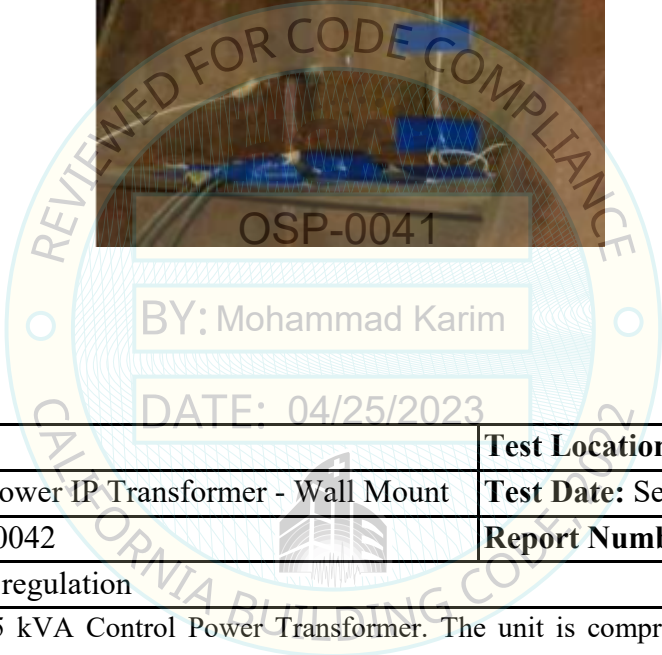 REVIEWED FOR CODE COMPLIANCE
OSP-0041
BY: Mohammad Karim
DATE: 04/25/2023
Test Location
ower IP Transformer - Wall Mount
Test Date: Se
0042
Report Numb
regulation
5 kVA Control Power Transformer. The unit is compr
CALIFORNIA BUILDING CODE, 2022